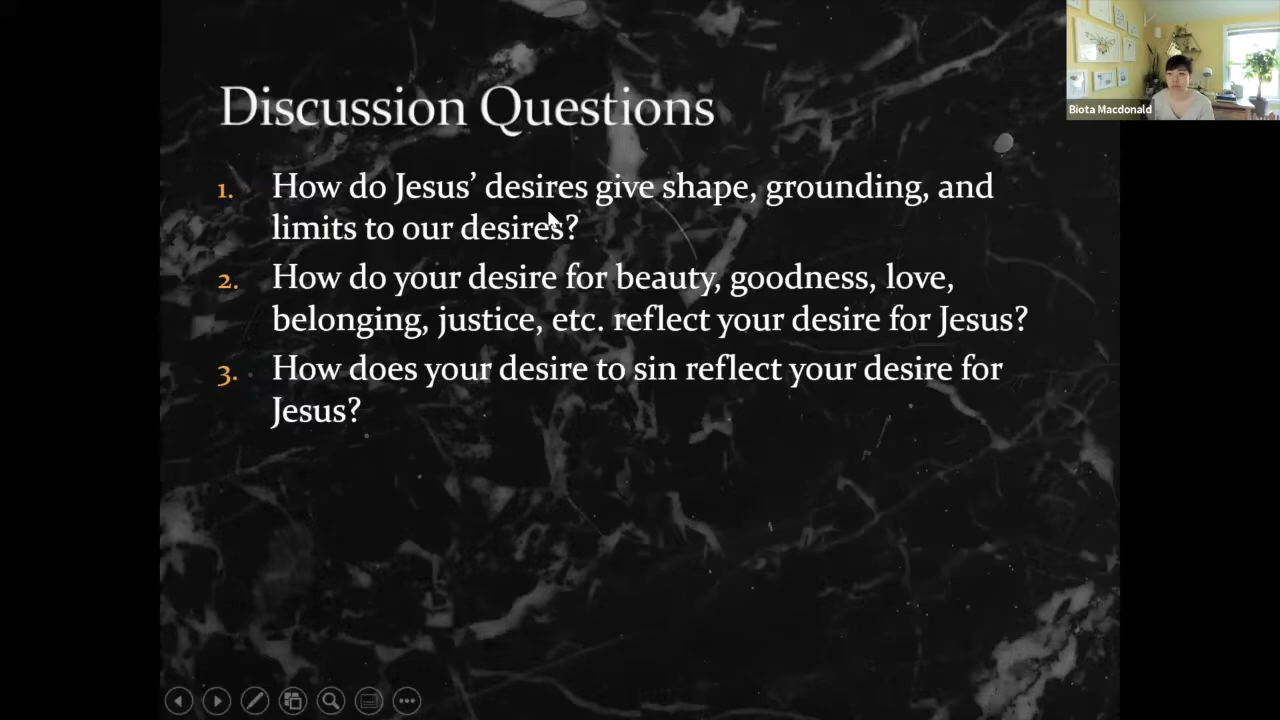 Discussion Questions
1. How do Jesus’ desires give shape, grounding, and
limits to our desires?
2. How do your desire for beauty, goodness, love,
belonging, justice, etc. reflect your desire for Jesus?
3. How does your desire to sin reflect your desire for
Jesus?
Biota Macdonald